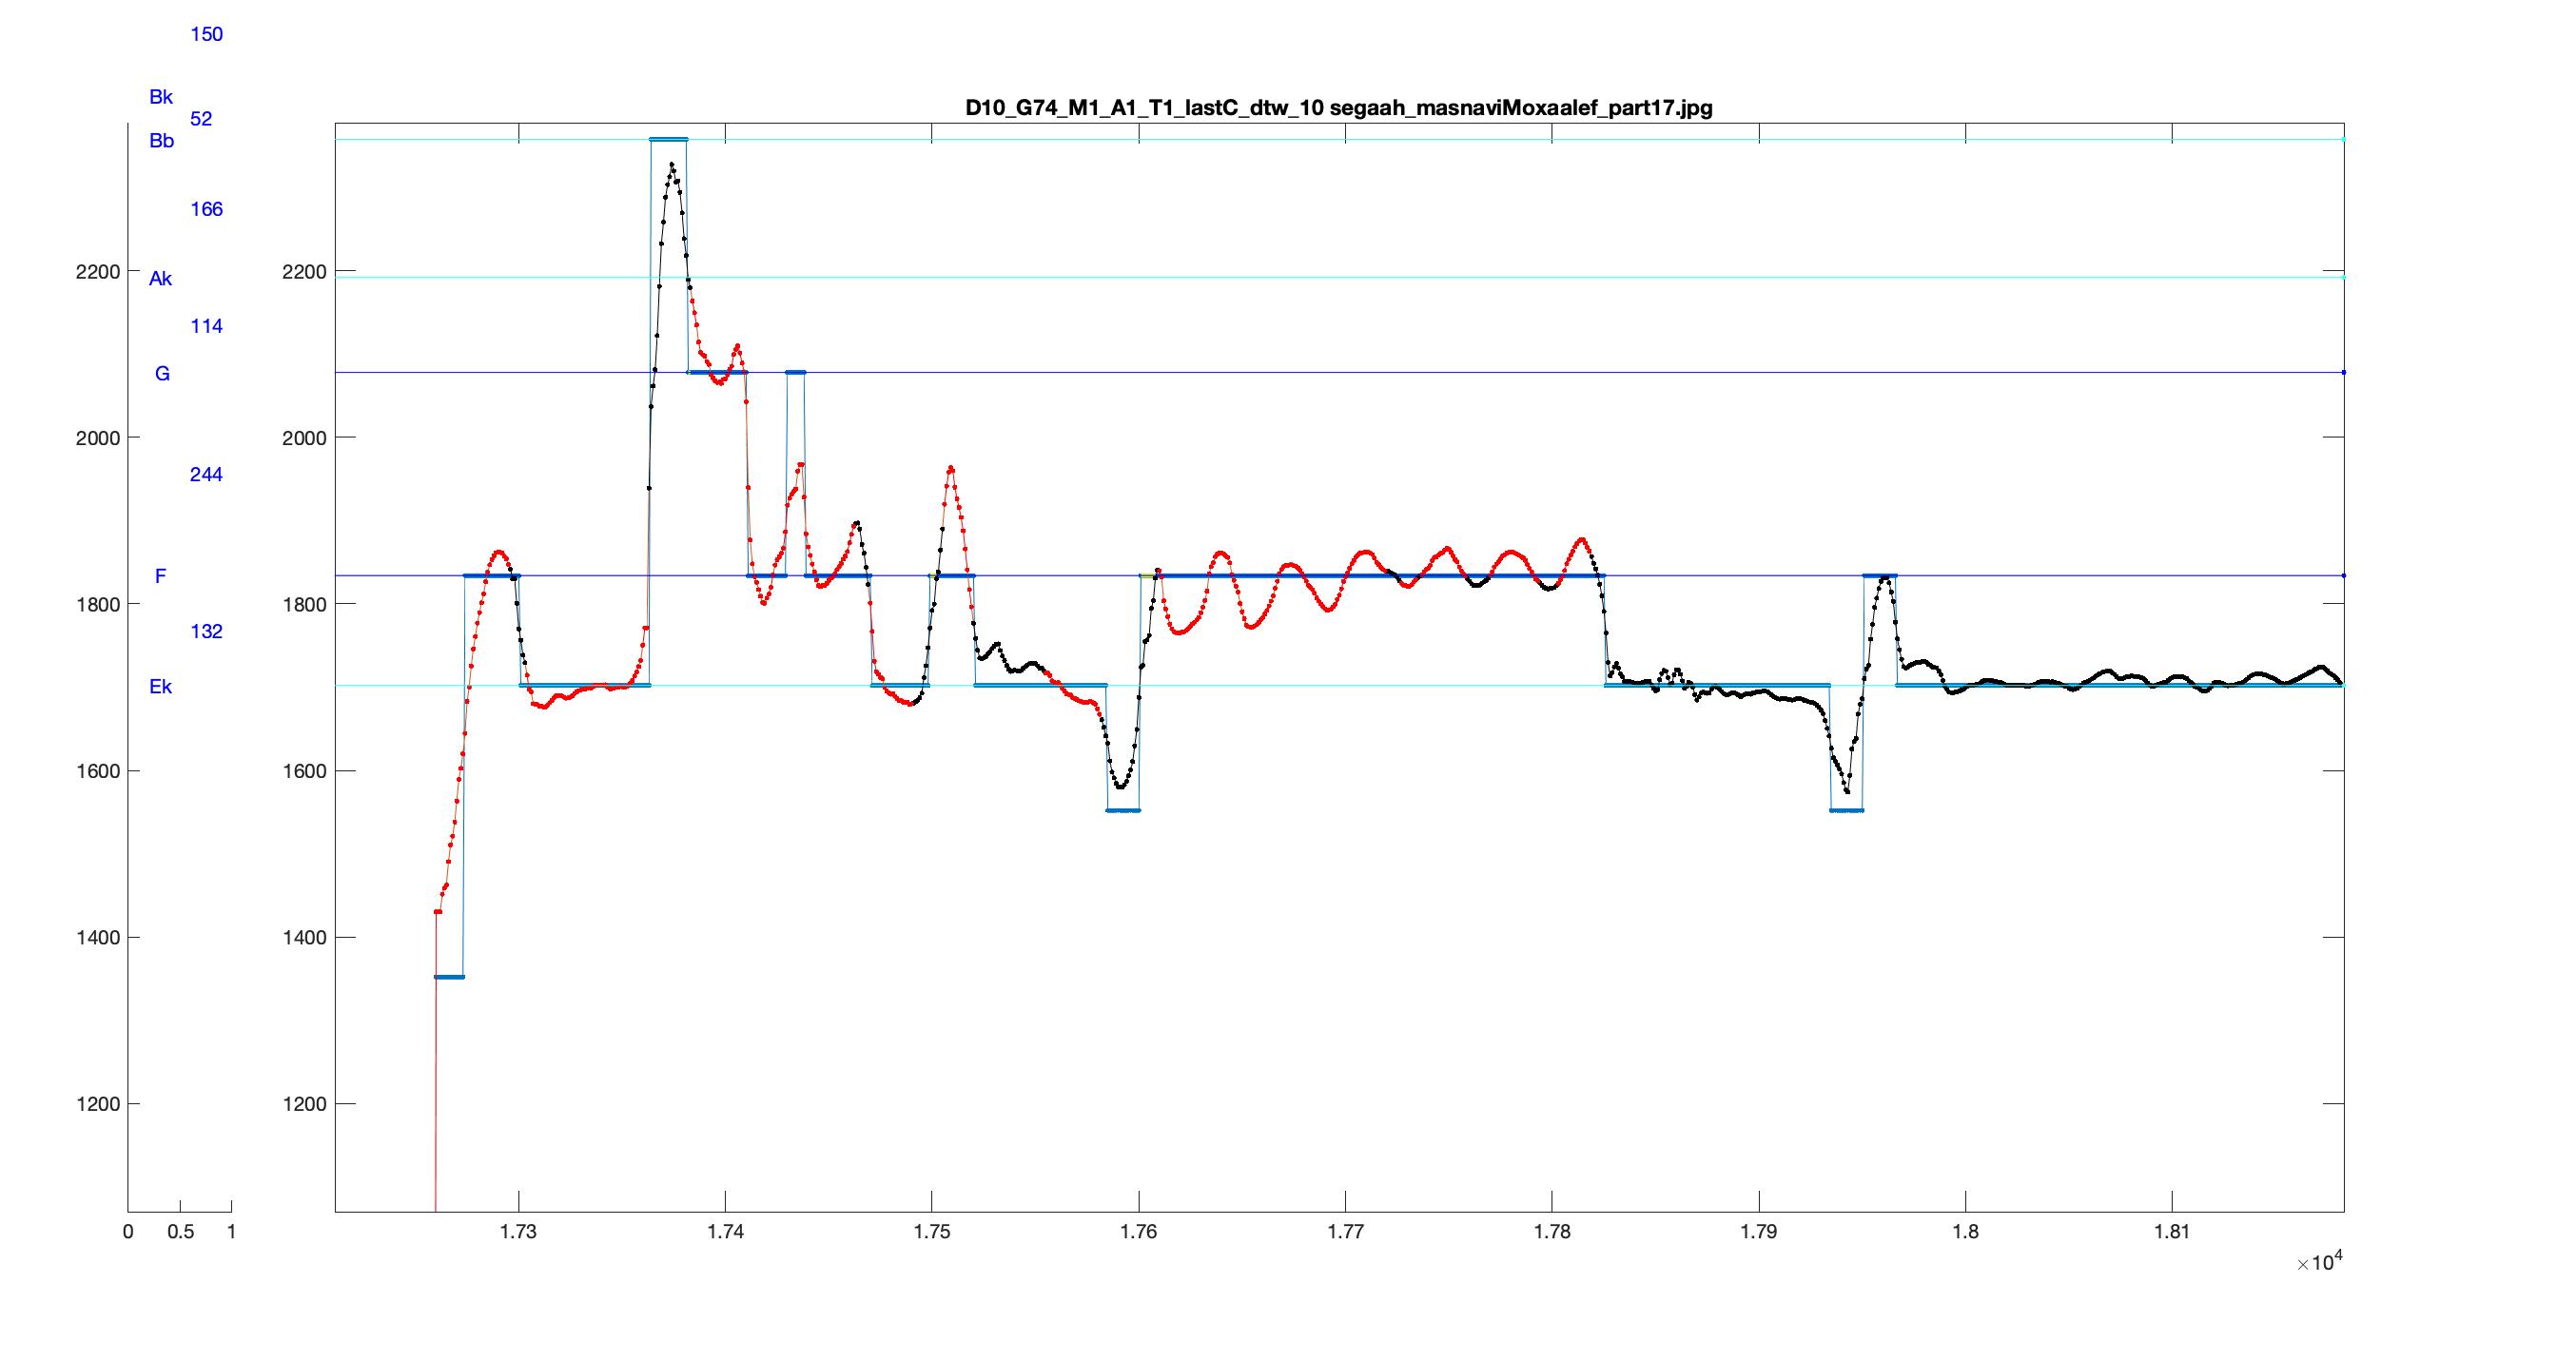 150
Bk
52
D10_G74_M1_A1_T1_lastC_dtw_10 segaah_masnaviMoxaalef_part17.jpg
Bb
166
2200 Ak 2200
114
G
2000 2000
244
F
1800 1800
132
Ek
1600 1600
1400 1400
1200 1200
0 0.5 1 1.73 1.74 1.75 1.76 1.77 1.78 1.79 1.8 1.81
×10^4